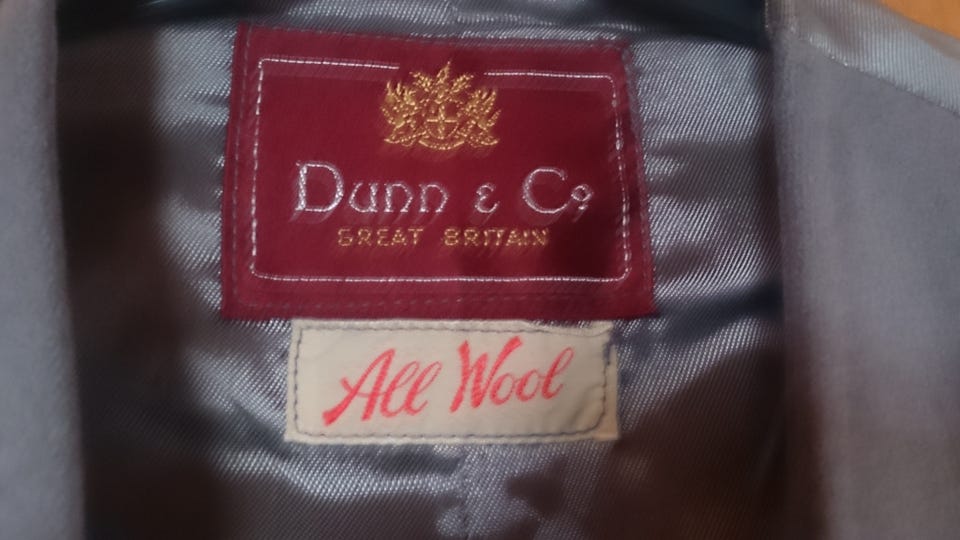 Dunn & Co
GREAT BRITAIN
All Wool